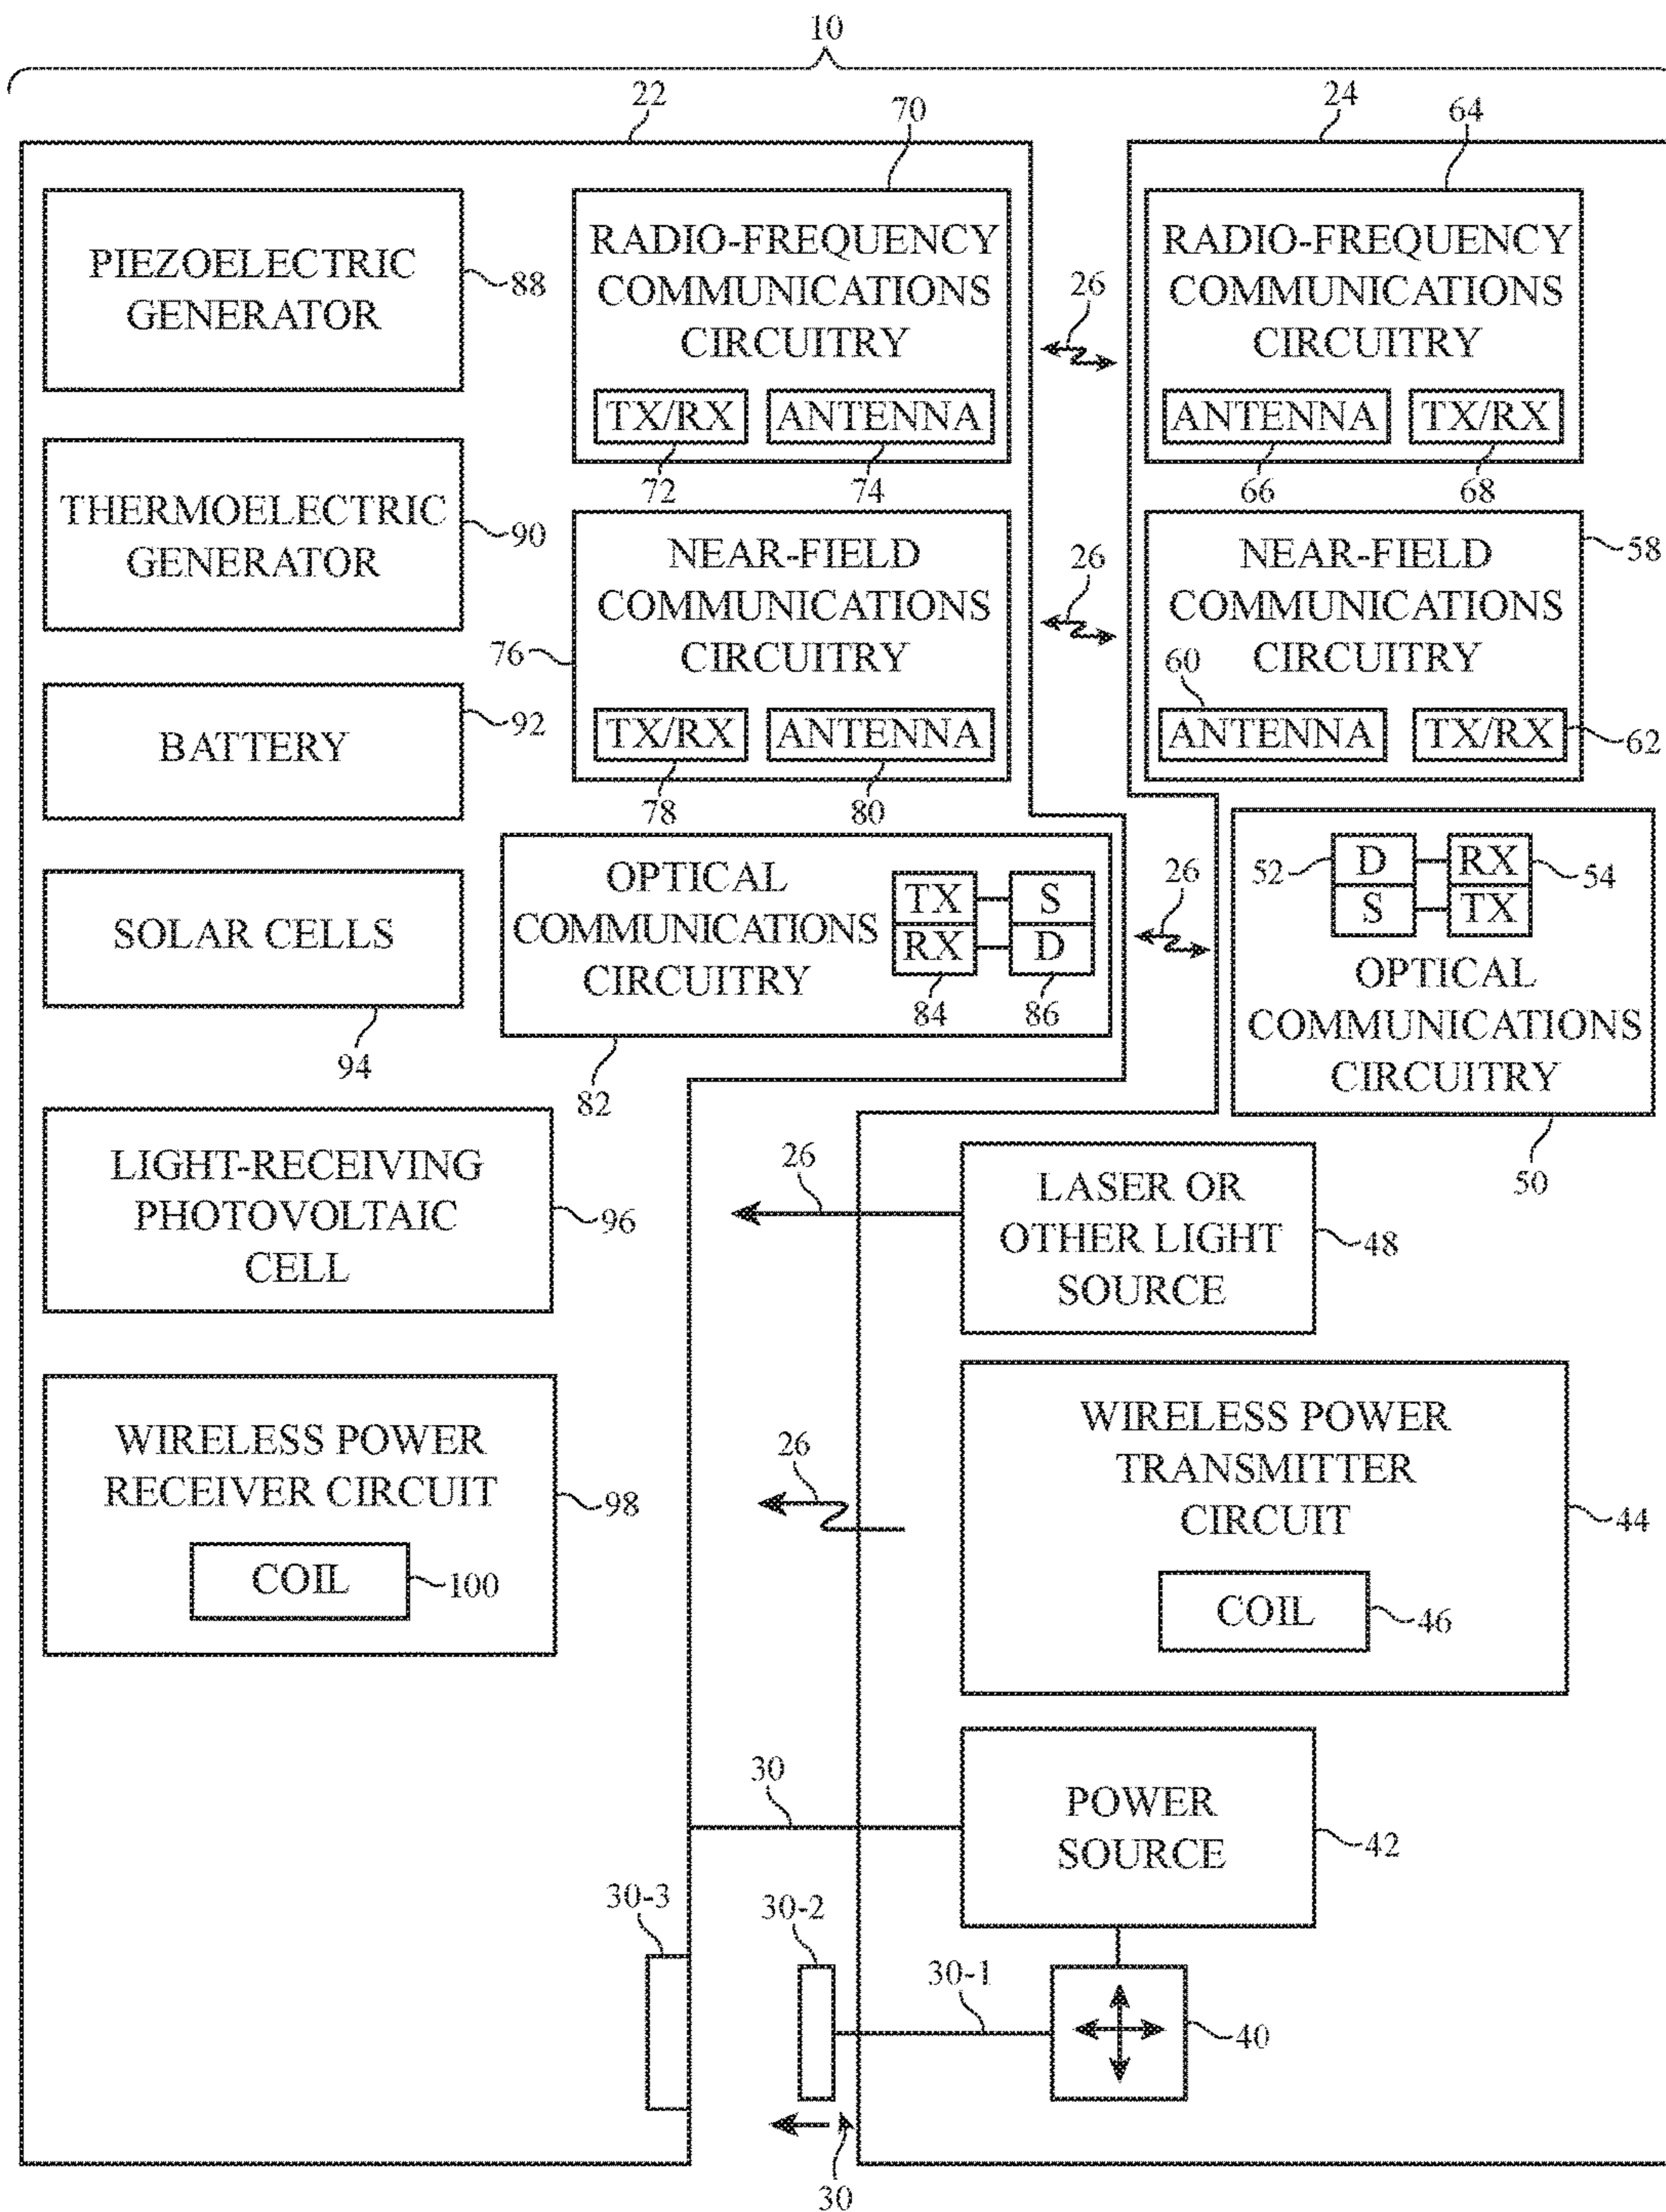 10
22
70
24
64
PIEZOELECTRIC
GENERATOR
88
RADIO-FREQUENCY
COMMUNICATIONS
CIRCUITRY
TX/RX
ANTENNA
72
74
26
RADIO-FREQUENCY
COMMUNICATIONS
CIRCUITRY
ANTENNA
TX/RX
66
68
THERMOELECTRIC
GENERATOR
90
NEAR-FIELD
COMMUNICATIONS
CIRCUITRY
76
TX/RX
ANTENNA
78
80
26
NEAR-FIELD
COMMUNICATIONS
CIRCUITRY
58
60
ANTENNA
TX/RX
62
BATTERY
92
SOLAR CELLS
94
OPTICAL
COMMUNICATIONS
CIRCUITRY
TX
S
RX
D
84
86
82
26
52
D
RX
54
S
TX
OPTICAL
COMMUNICATIONS
CIRCUITRY
50
LIGHT-RECEIVING
PHOTOVOLTAIC
CELL
96
26
LASER OR
OTHER LIGHT
SOURCE
48
WIRELESS POWER
RECEIVER CIRCUIT
98
COIL
100
26
WIRELESS POWER
TRANSMITTER
CIRCUIT
44
COIL
46
30
POWER
SOURCE
42
30-3
30-2
30-1
40
30